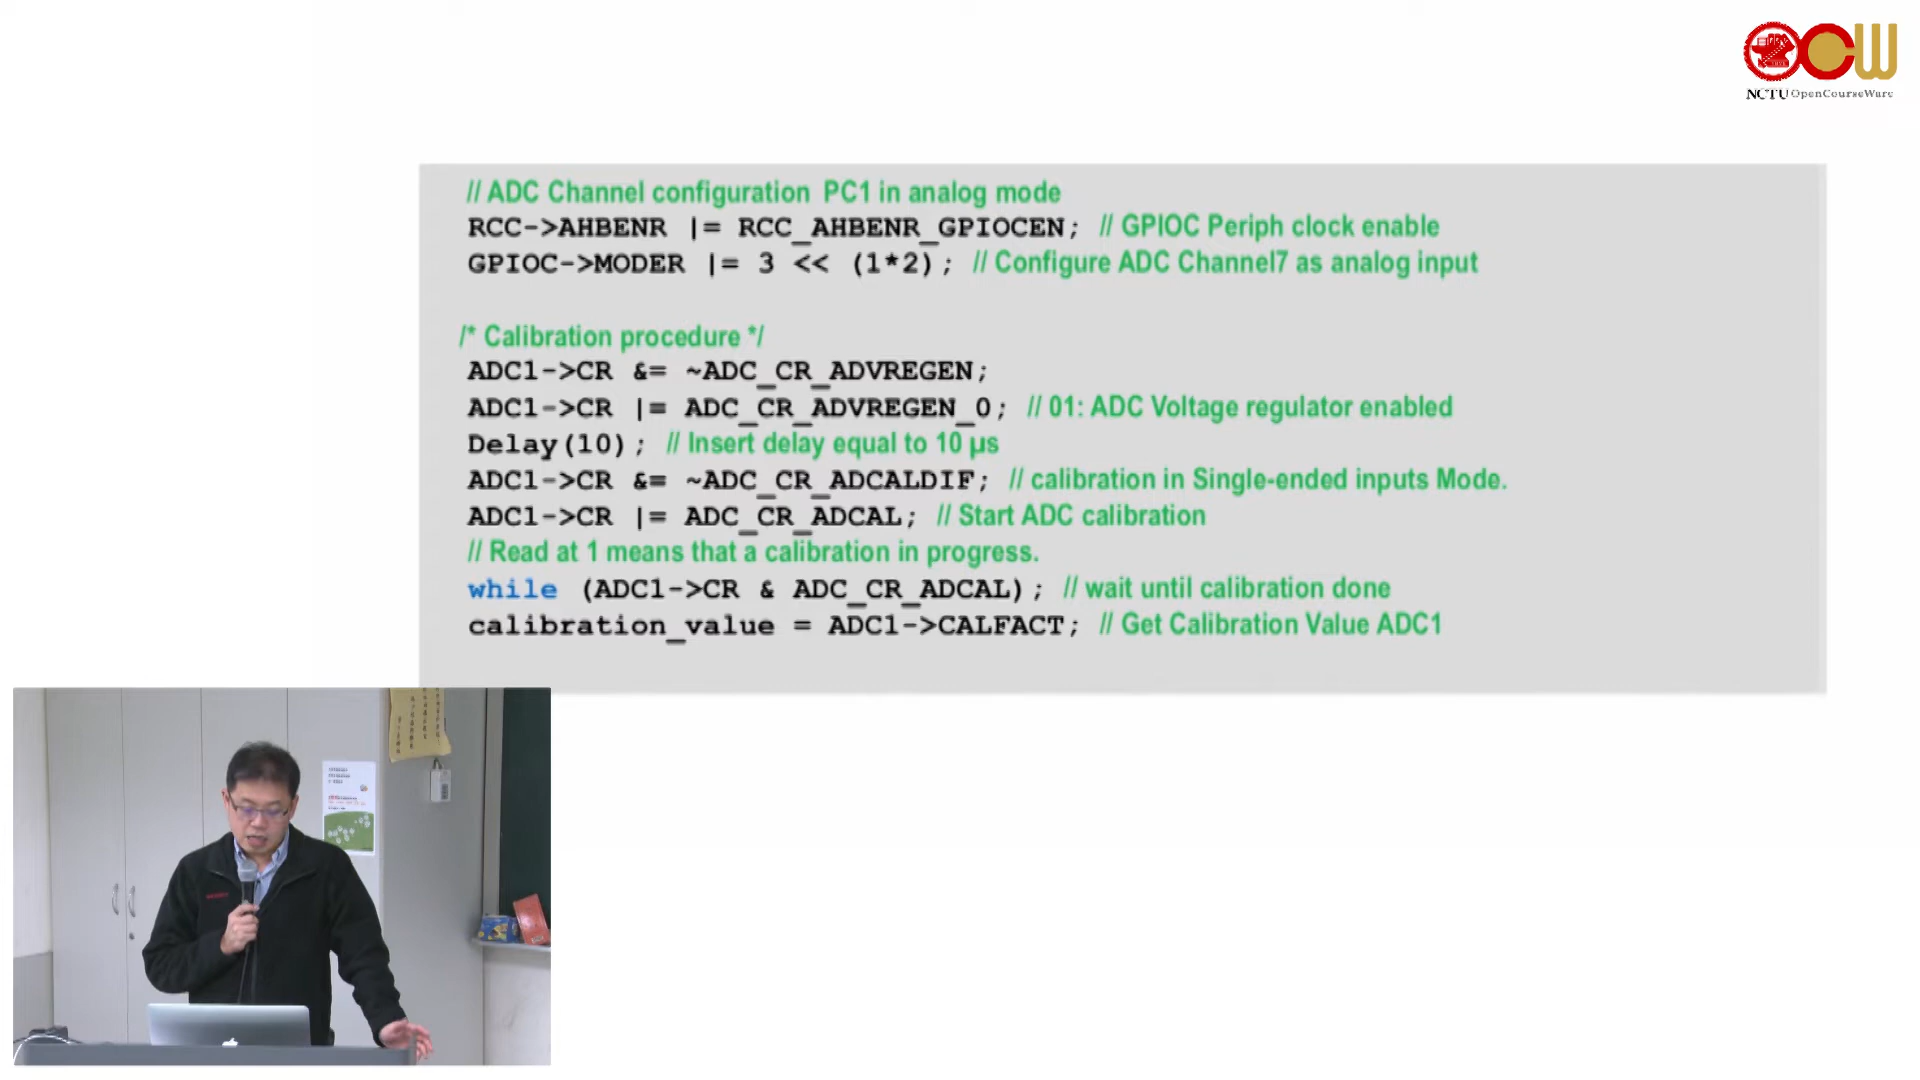 NCTU OpenCourseWare
// ADC Channel configuration PC1 in analog mode
RCC->AHBENR |= RCC_AHBENR_GPIOCEN; // GPIOC Periph clock enable
GPIOC->MODER |= 3 << (1*2); // Configure ADC Channel7 as analog input
/* Calibration procedure */
ADC1->CR &= ~ADC_CR_ADVREGEN;
ADC1->CR |= ADC_CR_ADVREGEN_0; // 01: ADC Voltage regulator enabled
Delay(10); // Insert delay equal to 10 µs
ADC1->CR &= ~ADC_CR_ADCALDIF; // calibration in Single-ended inputs Mode.
ADC1->CR |= ADC_CR_ADCAL; // Start ADC calibration
// Read at 1 means that a calibration in progress.
while (ADC1->CR & ADC_CR_ADCAL); // wait until calibration done
calibration_value = ADC1->CALFACT; // Get Calibration Value ADC1